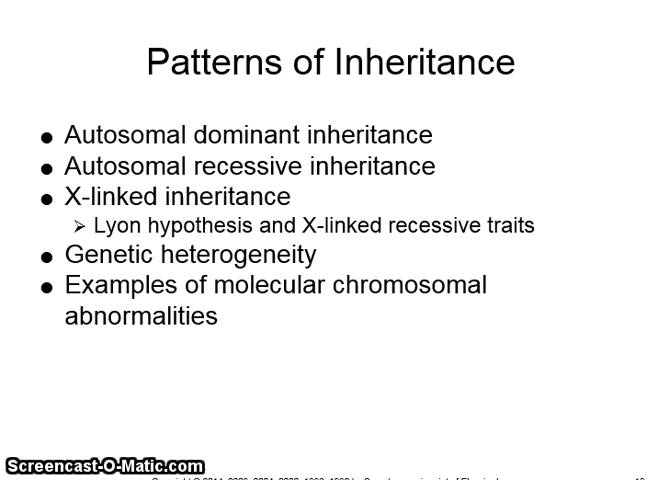 Patterns of Inheritance
● Autosomal dominant inheritance
● Autosomal recessive inheritance
● X-linked inheritance
➢ Lyon hypothesis and X-linked recessive traits
● Genetic heterogeneity
● Examples of molecular chromosomal
abnormalities
Screencast-O-Matic.com